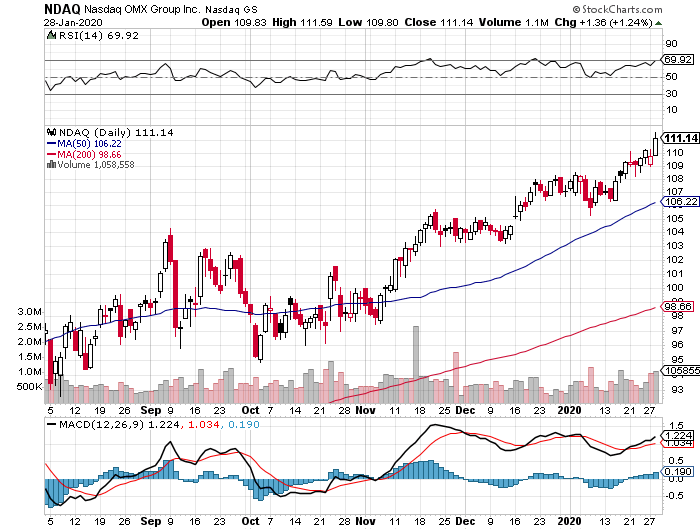 NDAQ Nasdaq OMX Group Inc. Nasdaq GS © StockCharts.com
28-Jan-2020 Open 109.83 High 111.59 Low 109.80 Close 111.14 Volume 1.1M Chg +1.36 (+1.24%)
RSI(14) 69.92
90
69.92
50
30
10
NDAQ (Daily) 111.14
MA(50) 106.22
MA(200) 98.66
Volume 1,058,558
111.14
110
109
108
107
106.22
105
104
103
102
101
100
99
98.66
98
97
96
95
94
93
3.0M
2.5M
2.0M
1.5M
1.0M
500K
105855
5 12 19 26 Sep 9 16 23 Oct 7 14 21 28 Nov 11 18 25 Dec 9 16 23 2020 13 21 27
MACD(12,26,9) 1.224, 1.034, 0.190
1.5
1.224
1.034
0.5
0.190
0.0
-0.5
5 12 19 26 Sep 9 16 23 Oct 7 14 21 28 Nov 11 18 25 Dec 9 16 23 2020 13 21 27